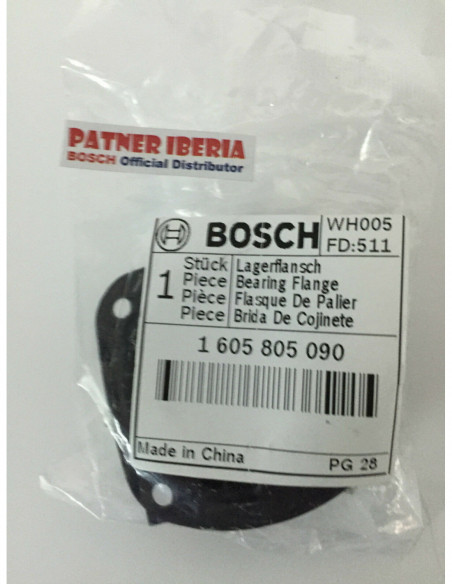 PATNER IBERIA
BOSCH Official Distributor
BOSCH
WH005
FD:511
1
Stück Lagerflansch
Piece Bearing Flange
Pièce Flasque De Palier
Piece Brida De Cojinete
1 605 805 090
Made in China
PG 28